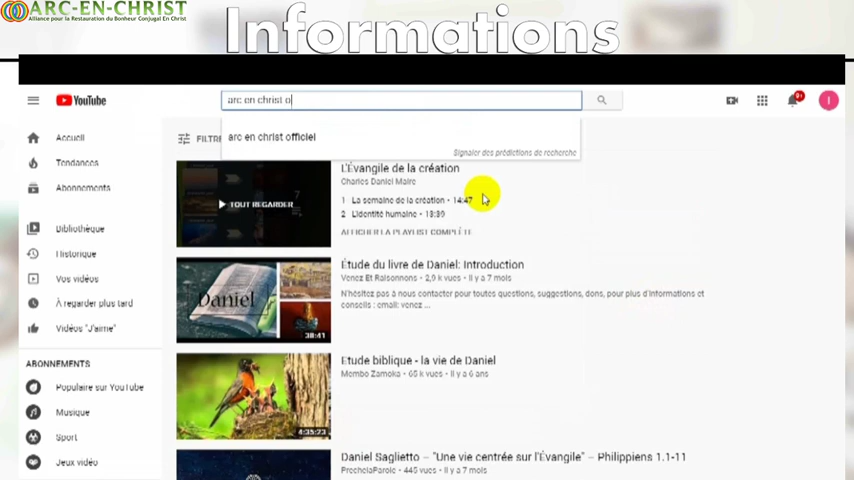 ARC-EN-CHRIST
Alliance pour la Restauration du Bonheur Conjugal En Christ
Informations
YouTube
arc en christ o
9+
I
arc en christ officiel
Signaler des prédictions de recherche
Accueil
Tendances
Abonnements
Bibliothèque
Historique
Vos vidéos
À regarder plus tard
Vidéos "J'aime"
ABONNEMENTS
Populaire sur YouTube
Musique
Sport
Jeux vidéo
FILTRE
TOUT REGARDER
L'Évangile de la création
Charles Daniel Maire
1 La semaine de la création • 14:47
2 L'identité humaine • 13:39
AFFICHER LA PLAYLIST COMPLÈTE
Daniel
38:41
Étude du livre de Daniel: Introduction
Venez Et Raisonnons • 2,9 k vues • Il y a 7 mois
N'hésitez pas à nous contacter pour toutes questions, suggestions, dons, pour plus d'informations et
conseils : email: venez ...
4:35:23
Etude biblique - la vie de Daniel
Membo Zamoka • 65 k vues • Il y a 6 ans
Daniel Saglietto – "Une vie centrée sur l'Évangile" – Philippiens 1.1-11
PrecheleParole • 445 vues • Il y a 7 mois